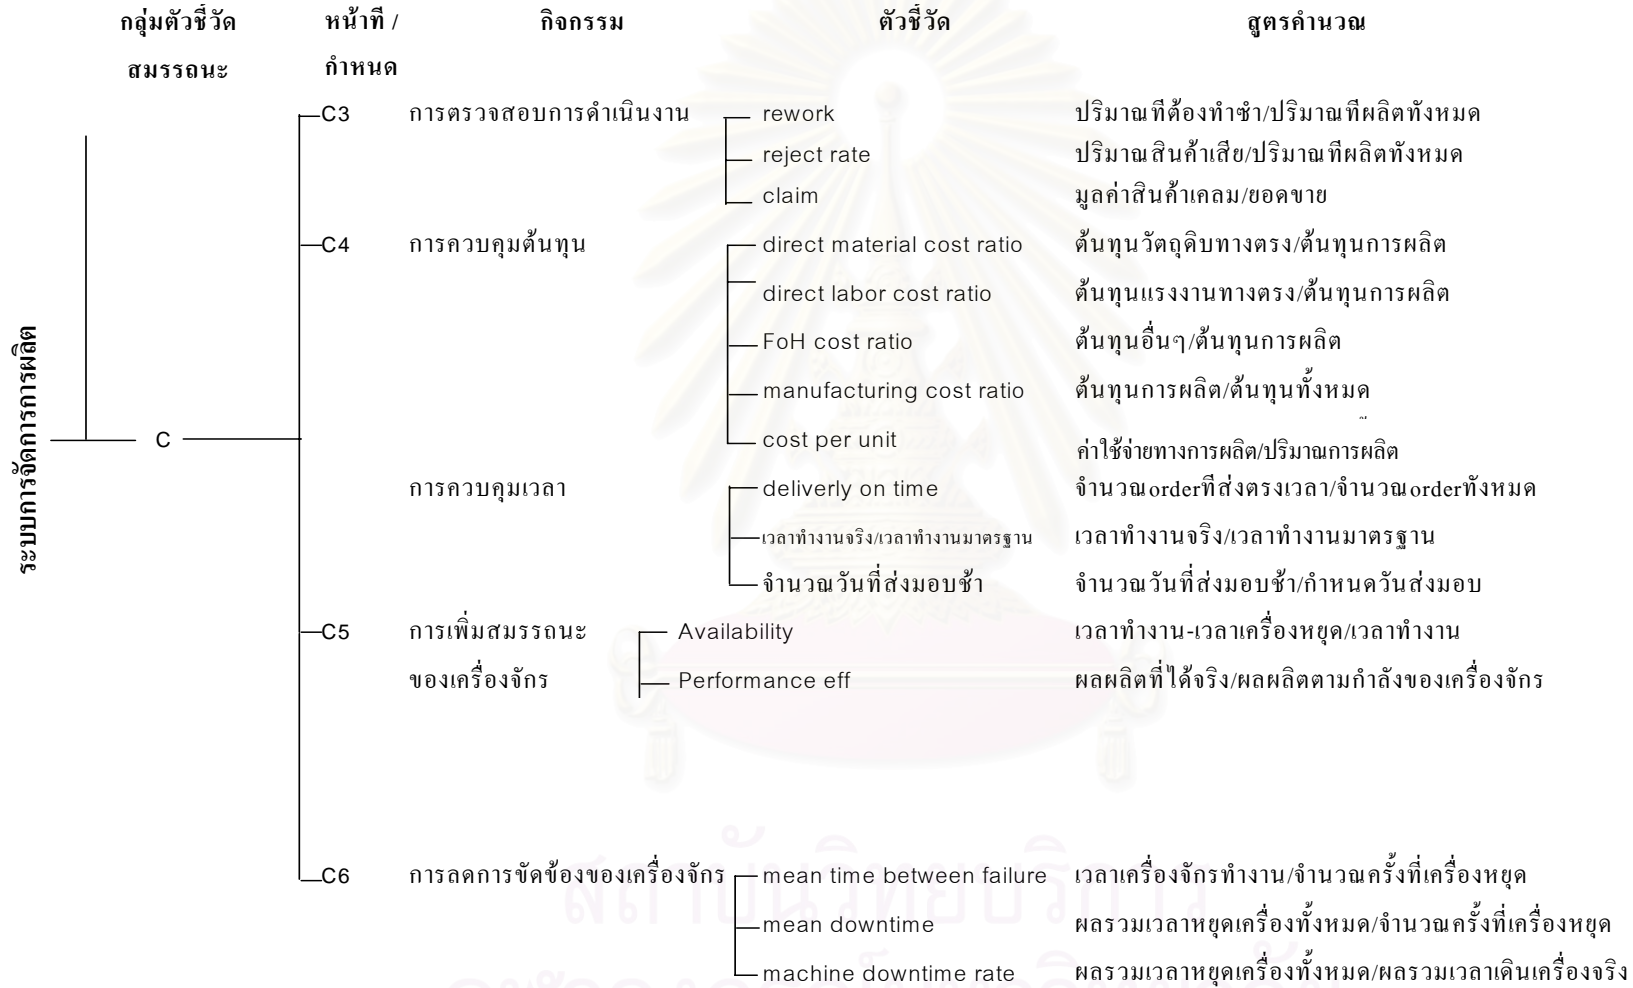 กลุ่มตัวชี้วัด หน้าที่ / กิจกรรม ตัวชี้วัด สูตรคำนวณ
สมรรถนะ กำหนด
C3 การตรวจสอบการดำเนินงาน rework ปริมาณที่ต้องทำซ้ำ/ปริมาณที่ผลิตทั้งหมด
reject rate ปริมาณสินค้าเสีย/ปริมาณที่ผลิตทั้งหมด
claim มูลค่าสินค้าเคลม/ยอดขาย
C4 การควบคุมต้นทุน direct material cost ratio ต้นทุนวัตถุดิบทางตรง/ต้นทุนการผลิต
direct labor cost ratio ต้นทุนแรงงานทางตรง/ต้นทุนการผลิต
FoH cost ratio ต้นทุนอื่นๆ/ต้นทุนการผลิต
manufacturing cost ratio ต้นทุนการผลิต/ต้นทุนทั้งหมด
ระบบการจัดการการผลิต
C cost per unit ค่าใช้จ่ายทางการผลิต/ปริมาณการผลิต
การควบคุมเวลา deliverly on time จำนวณorderที่ส่งตรงเวลา/จำนวณorderทั้งหมด
เวลาทำงานจริง/เวลาทำงานมาตรฐาน เวลาทำงานจริง/เวลาทำงานมาตรฐาน
จำนวณวันที่ส่งมอบช้า จำนวณวันที่ส่งมอบช้า/กำหนดวันส่งมอบ
C5 การเพิ่มสมรรถนะ Availability เวลาทำงาน-เวลาเครื่องหยุด/เวลาทำงาน
ของเครื่องจักร Performance eff ผลผลิตที่ได้จริง/ผลผลิตตามกำลังของเครื่องจักร
C6 การลดการขัดข้องของเครื่องจักร mean time between failure เวลาเครื่องจักรทำงาน/จำนวณครั้งที่เครื่องหยุด
mean downtime ผลรวมเวลาหยุดเครื่องทั้งหมด/จำนวณครั้งที่เครื่องหยุด
machine downtime rate ผลรวมเวลาหยุดเครื่องทั้งหมด/ผลรวมเวลาเดินเครื่องจริง
สถาบันวิทยบริการ